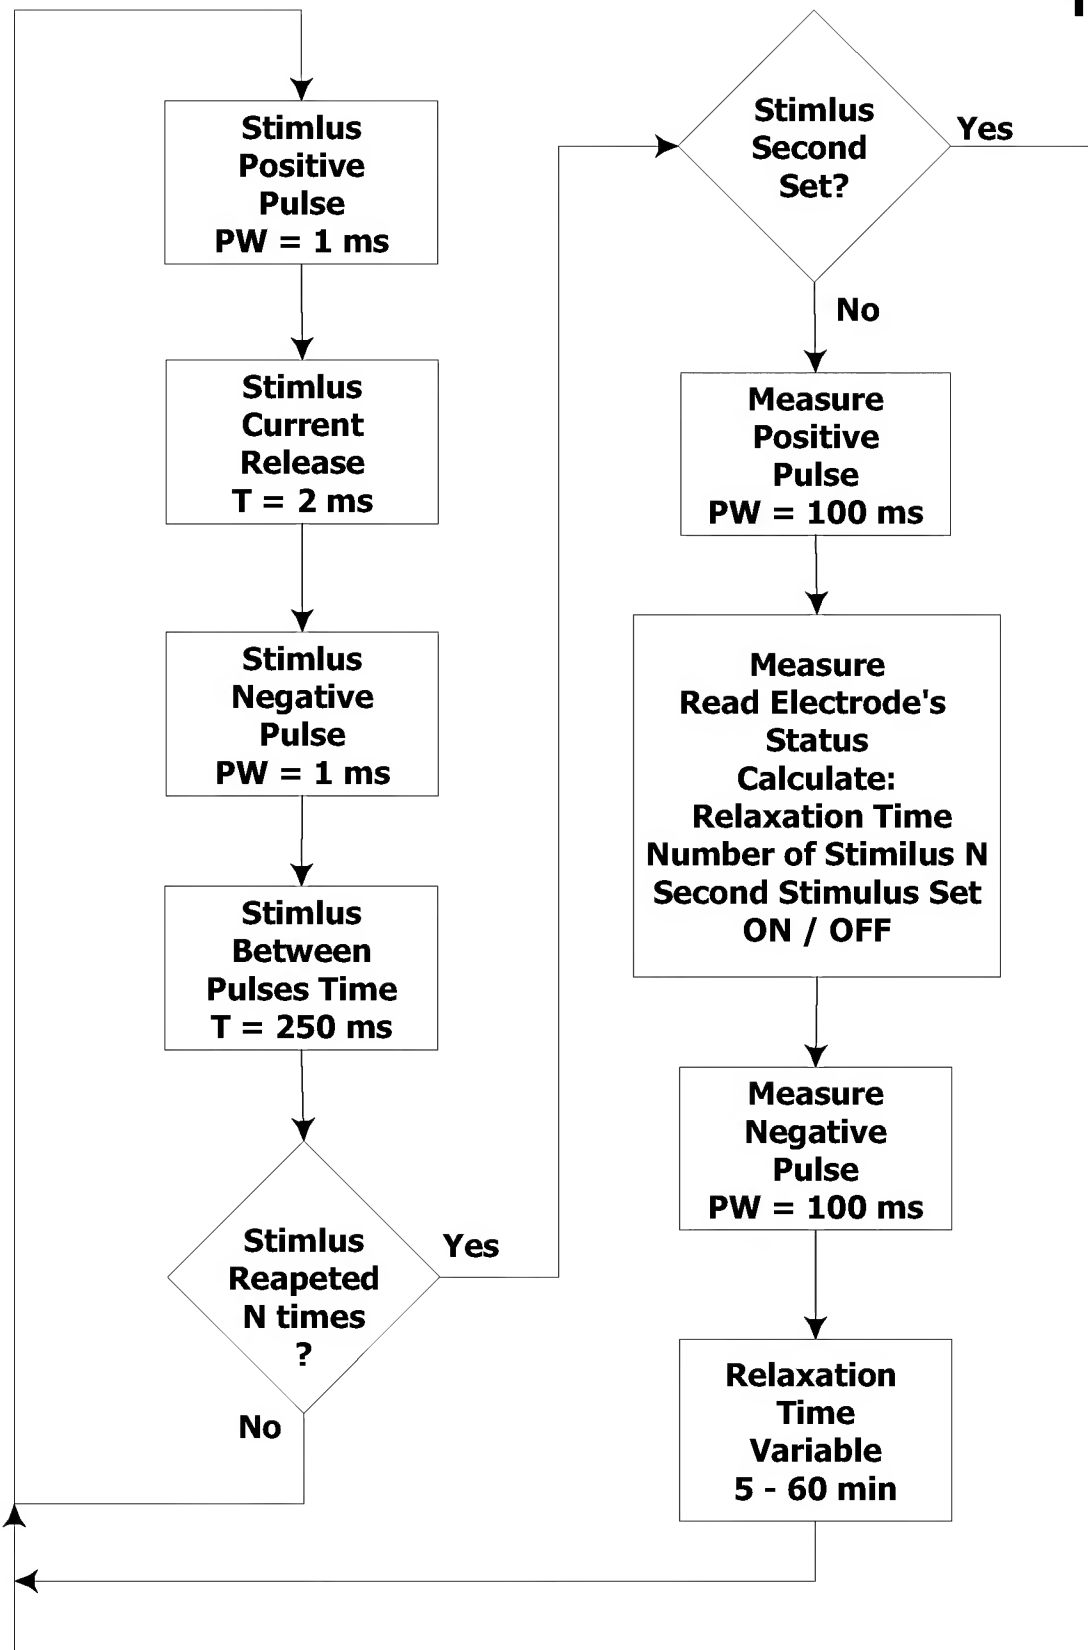 Stimlus
Positive
Pulse
PW = 1 ms
Stimlus
Current
Release
T = 2 ms
Stimlus
Negative
Pulse
PW = 1 ms
Stimlus
Between
Pulses Time
T = 250 ms
Stimlus
Reapeted
N times
?
Yes
No
Stimlus
Second
Set?
Yes
No
Measure
Positive
Pulse
PW = 100 ms
Measure
Read Electrode's
Status
Calculate:
Relaxation Time
Number of Stimilus N
Second Stimulus Set
ON / OFF
Measure
Negative
Pulse
PW = 100 ms
Relaxation
Time
Variable
5 - 60 min